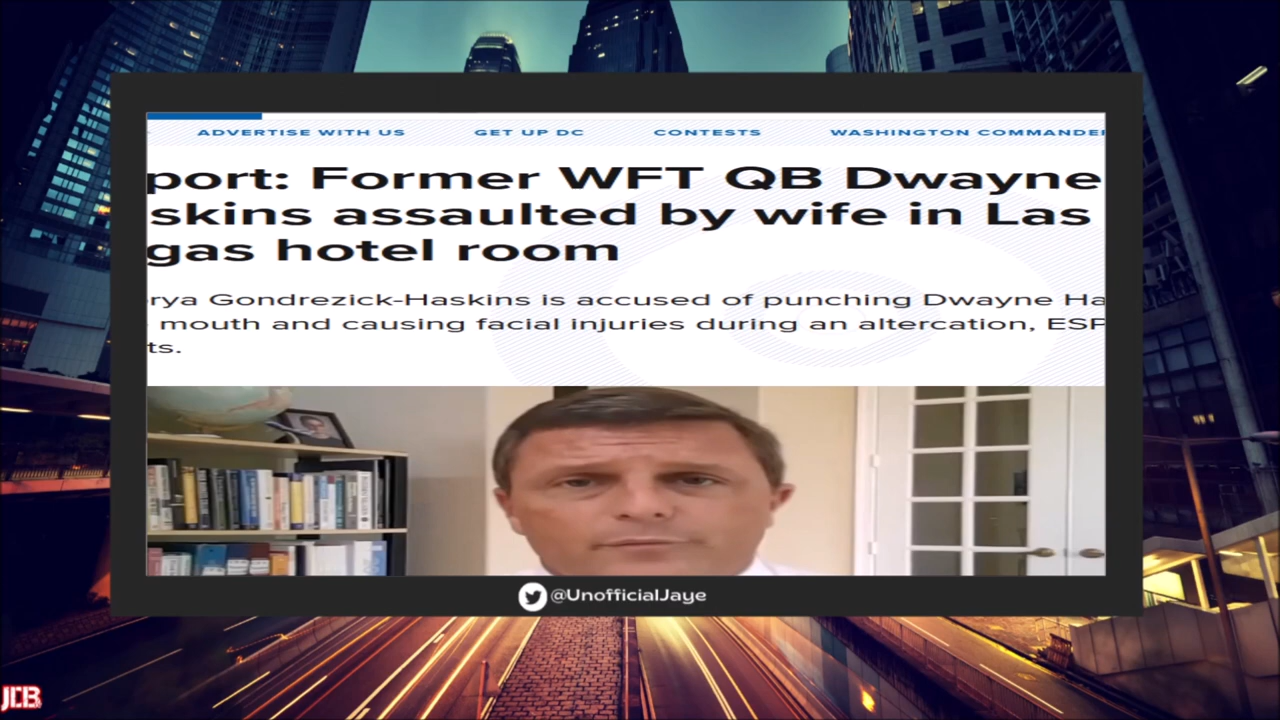 ADVERTISE WITH US GET UP DC CONTESTS WASHINGTON COMMANDE
port: Former WFT QB Dwayne
skins assaulted by wife in Las
gas hotel room
rya Gondrezick-Haskins is accused of punching Dwayne Ha
mouth and causing facial injuries during an altercation, ESP
ts.
@UnofficialJaye
JCB